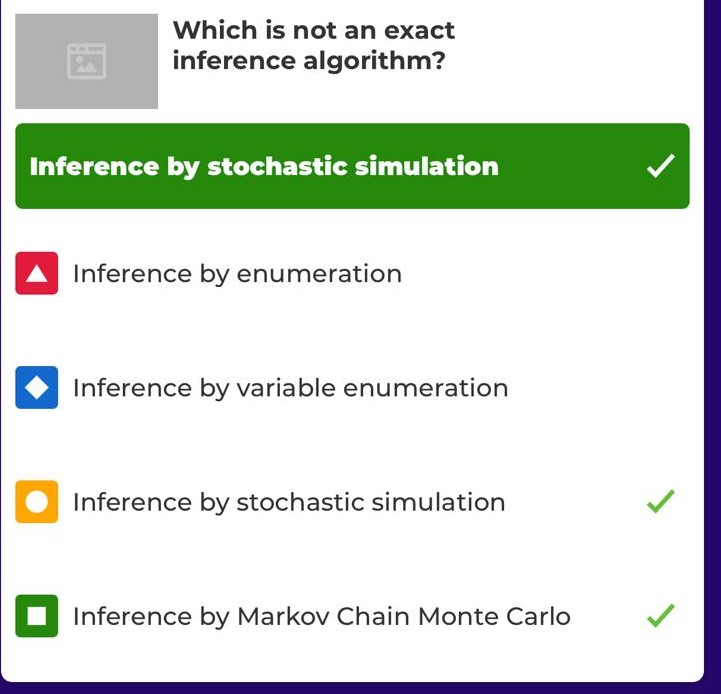 Which is not an exact
inference algorithm?
Inference by stochastic simulation
Inference by enumeration
Inference by variable enumeration
Inference by stochastic simulation
Inference by Markov Chain Monte Carlo